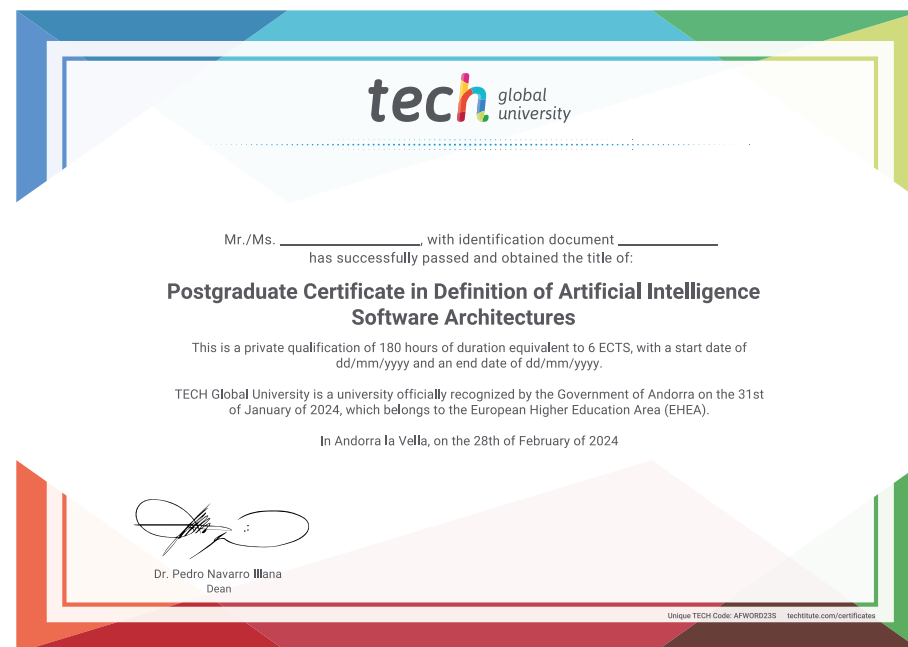 tech global university
Mr./Ms. ____________________, with identification document ______________
has successfully passed and obtained the title of:
Postgraduate Certificate in Definition of Artificial Intelligence
Software Architectures
This is a private qualification of 180 hours of duration equivalent to 6 ECTS, with a start date of
dd/mm/yyyy and an end date of dd/mm/yyyy.
TECH Global University is a university officially recognized by the Government of Andorra on the 31st
of January of 2024, which belongs to the European Higher Education Area (EHEA).
In Andorra la Vella, on the 28th of February of 2024
Dr. Pedro Navarro Illana
Dean
Unique TECH Code: AFWORD23S techtitute.com/certificates